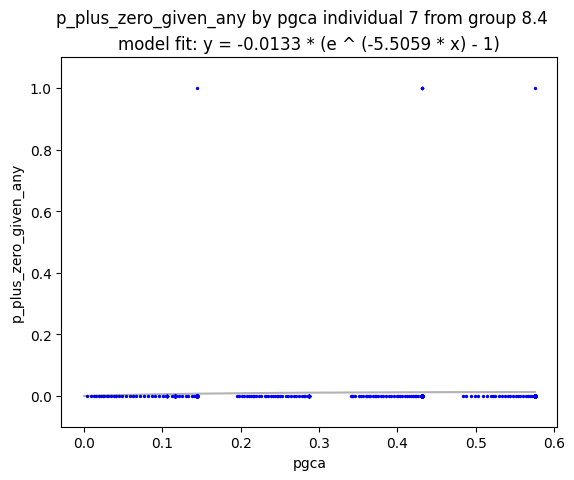 p_plus_zero_given_any by pgca individual 7 from group 8.4
model fit: y = -0.0133 * (e ^ (-5.5059 * x) - 1)
1.0
0.8
0.6
0.4
0.2
0.0
p_plus_zero_given_any
0.0 0.1 0.2 0.3 0.4 0.5 0.6
pgca